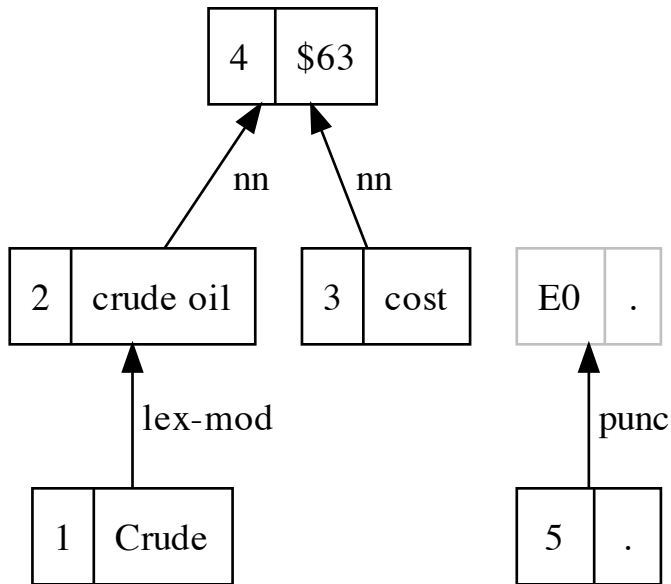 4 $63
nn nn
2 crude oil 3 cost E0 .
lex-mod punc
1 Crude 5 .